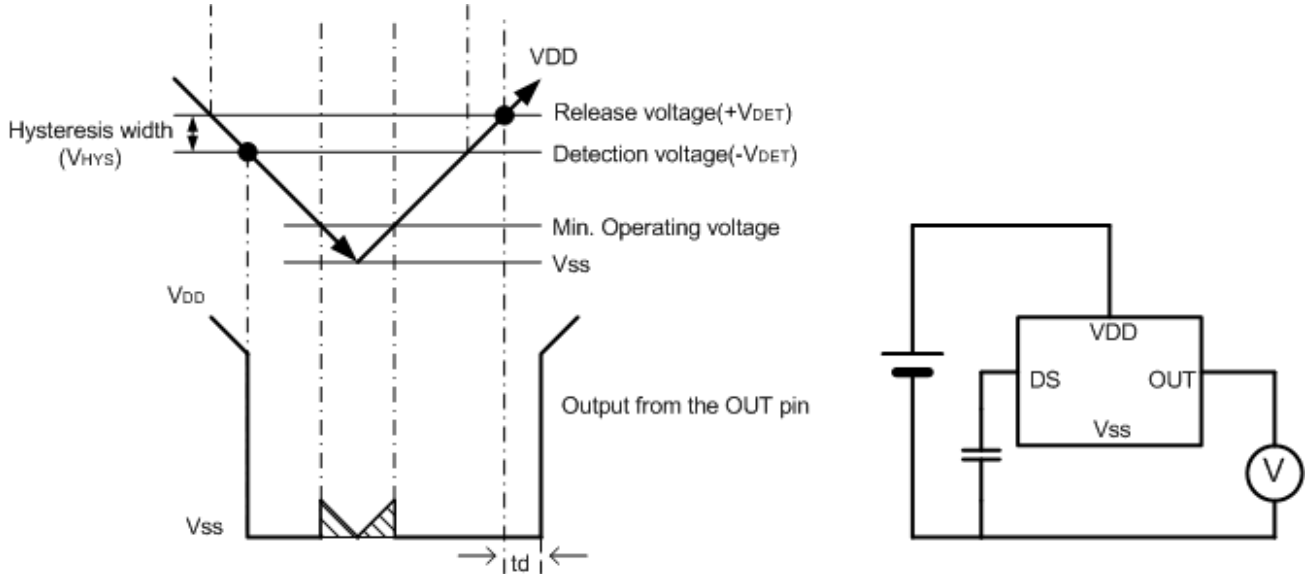 VDD
Release voltage(+VDET)
Hysteresis width
(VHYS)
Detection voltage(-VDET)
Min. Operating voltage
Vss
VDD
Output from the OUT pin
Vss
td
VDD
DS
OUT
Vss
V